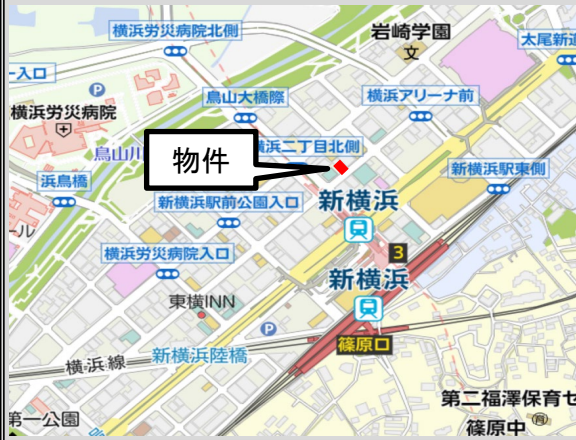 横浜労災病院北側
岩崎学園
文
太尾新道
入口
P
鳥山大橋際
横浜アリーナ前
横浜労災病院
鳥山川
物件
横浜二丁目北側
浜鳥橋
新横浜駅東側
新横浜駅前公園入口
新横浜
ール
横浜労災病院入口
3
新横浜
東横INN
P
篠原口
横浜線
新横浜陸橋
第二福澤保育セ
第一公園
篠原中